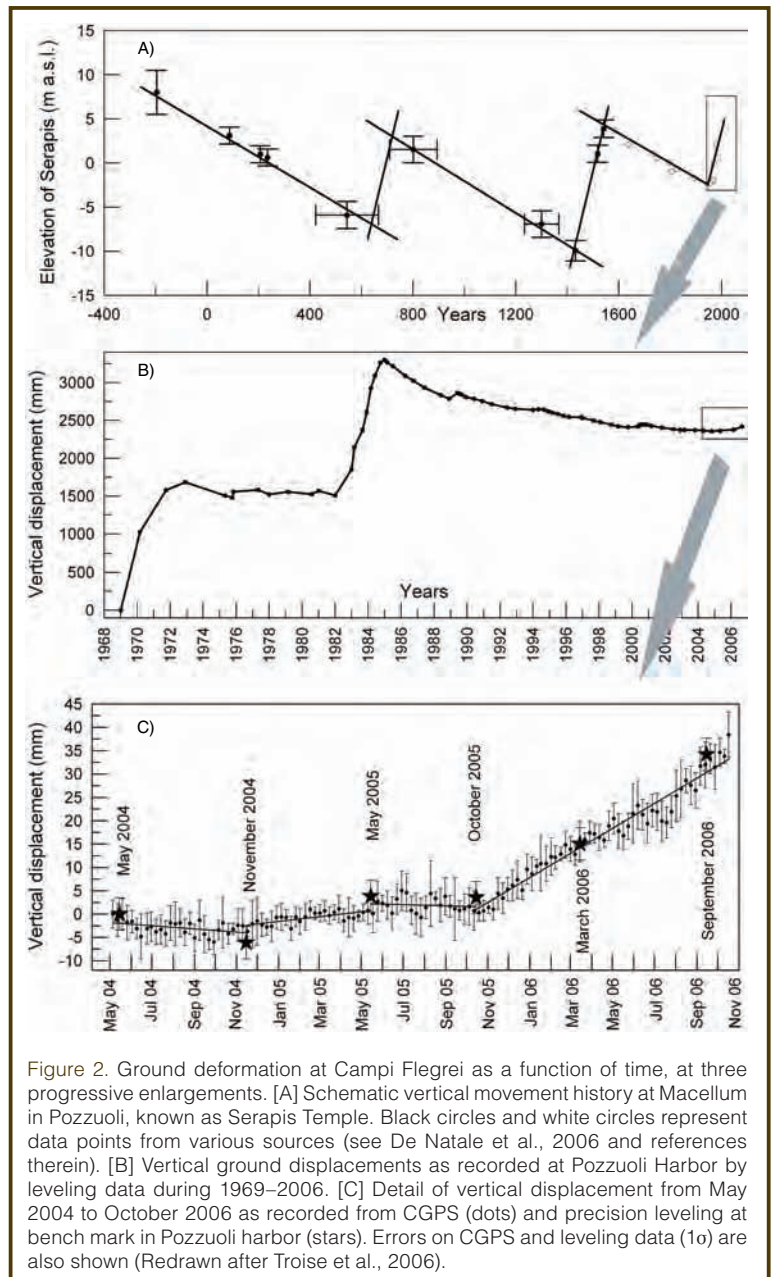 A)
Elevation of Serapis (m a.s.l.)
15
10
5
0
-5
-10
-15
-400
0
400
800
1200
1600
2000
Years
B)
Vertical displacement (mm)
3000
2500
2000
1500
1000
500
0
Years
1968
1970
1972
1974
1976
1978
1980
1982
1984
1986
1988
1990
1992
1994
1996
1998
2000
2002
2004
2006
C)
Vertical displacement (mm)
45
40
35
30
25
20
15
10
5
0
-5
-10
May 2004
November 2004
May 2005
October 2005
March 2006
September 2006
May 04
Jul 04
Sep 04
Nov 04
Jan 05
Mar 05
May 05
Jul 05
Sep 05
Nov 05
Jan 06
Mar 06
May 06
Jul 06
Sep 06
Nov 06
Figure 2. Ground deformation at Campi Flegrei as a function of time, at three
progressive enlargements. [A] Schematic vertical movement history at Macellum
in Pozzuoli, known as Serapis Temple. Black circles and white circles represent
data points from various sources (see De Natale et al., 2006 and references
therein). [B] Vertical ground displacements as recorded at Pozzuoli Harbor by
leveling data during 1969–2006. [C] Detail of vertical displacement from May
2004 to October 2006 as recorded from CGPS (dots) and precision leveling at
bench mark in Pozzuoli harbor (stars). Errors on CGPS and leveling data (1σ) are
also shown (Redrawn after Troise et al., 2006).